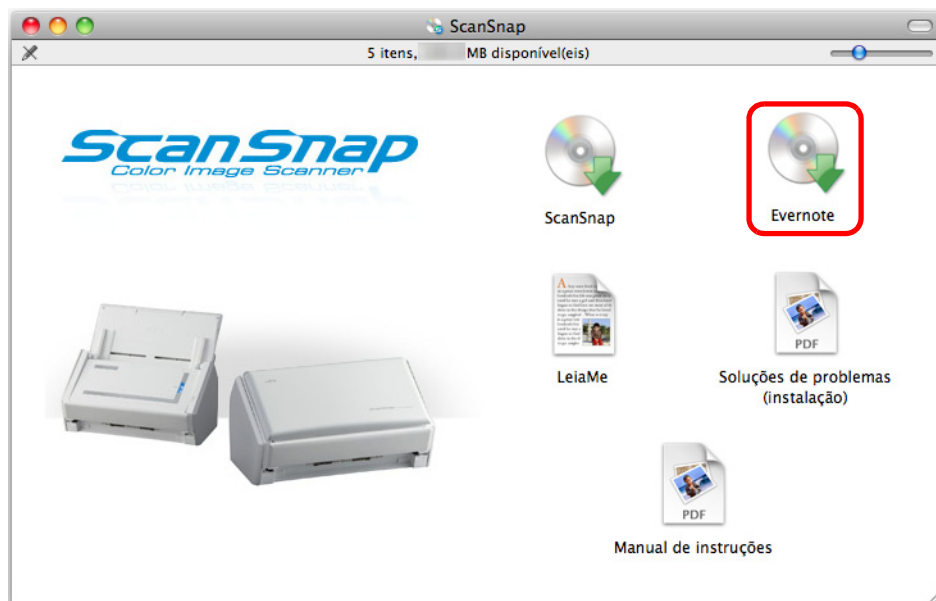 ScanSnap
5 itens, MB disponível(eis)
ScanSnap
Color Image Scanner
ScanSnap
Evernote
LeiaMe
PDF
Soluções de problemas
(instalação)
PDF
Manual de instruções